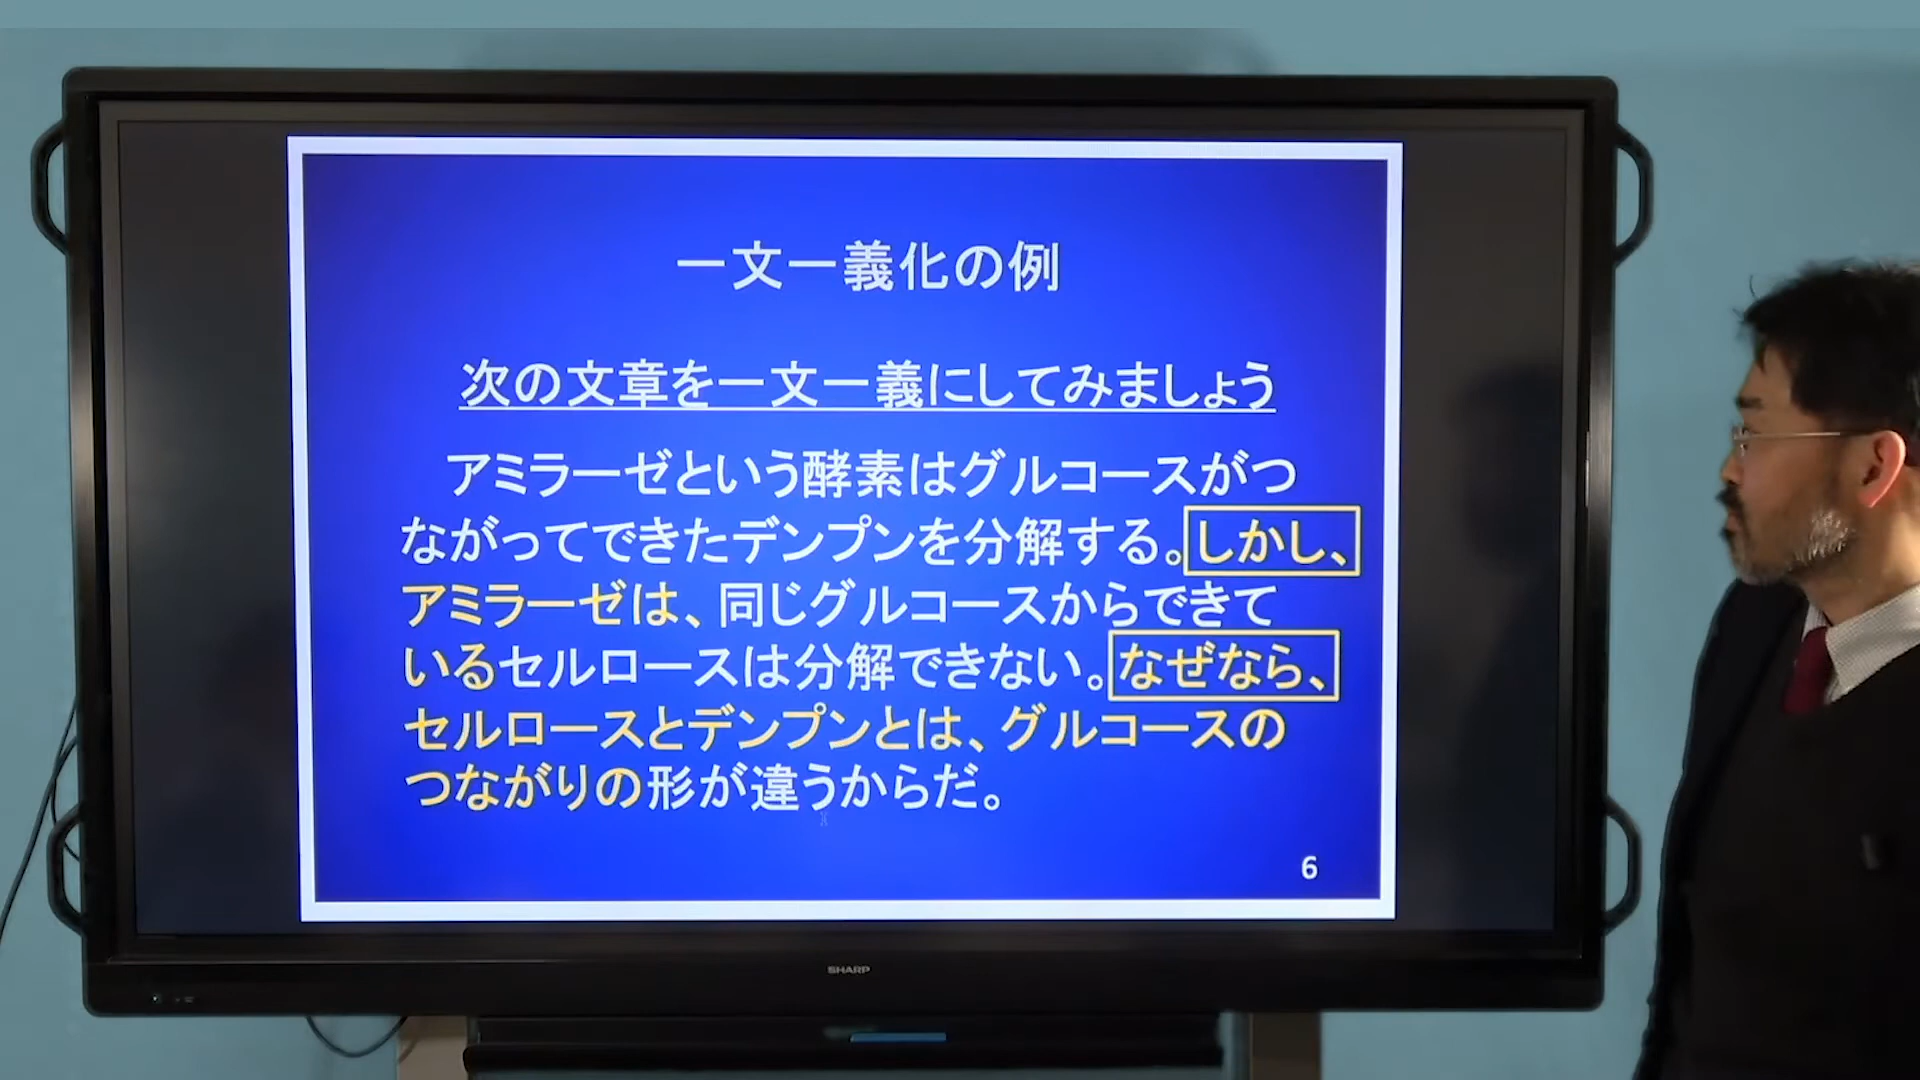 一文一義化の例
次の文章を一文一義にしてみましょう
アミラーゼという酵素はグルコースがつ
ながってできたデンプンを分解する。しかし、
アミラーゼは、同じグルコースからできて
いるセルロースは分解できない。なぜなら、
セルロースとデンプンとは、グルコースの
つながりの形が違うからだ。
6
SHARP